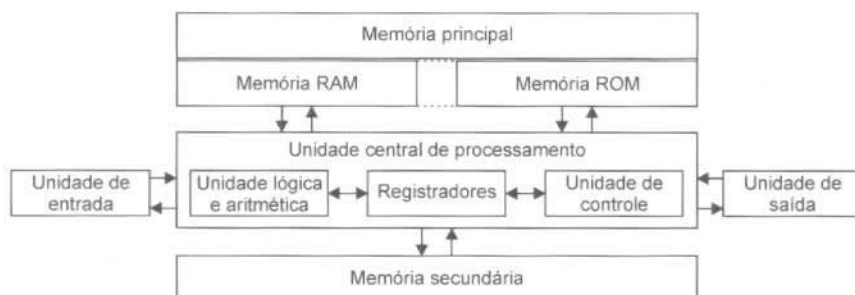 Memória principal
Memória RAM
Memória ROM
Unidade central de processamento
Unidade de
entrada
Unidade lógica
e aritmética
Registradores
Unidade de
controle
Unidade de
saída
Memória secundária